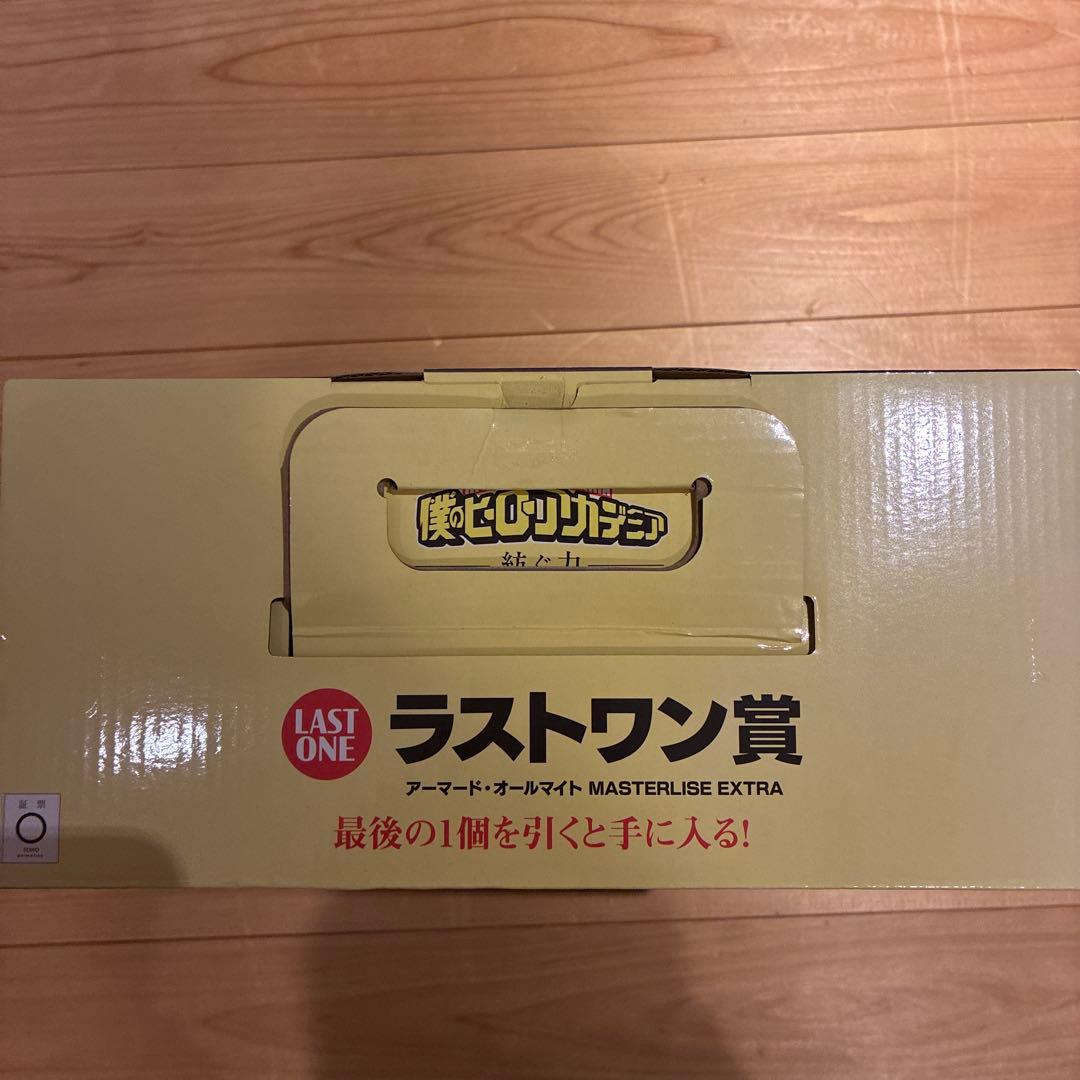 僕のヒーローアカデミア
紡ぐ力
LAST
ONE
ラストワン賞
アーマード・オールマイト MASTERLISE EXTRA
最後の1個を引くと手に入る!
証票
TOHO
animation